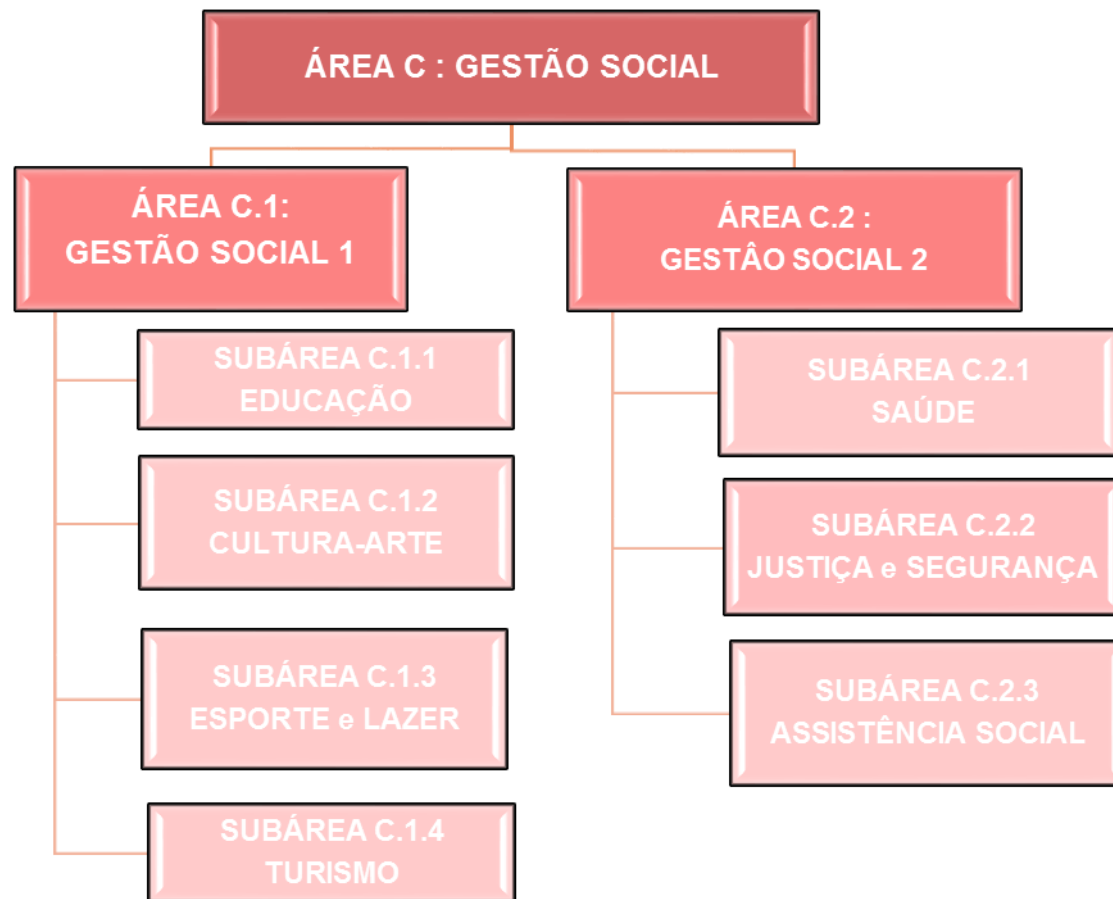 ÁREA C : GESTÃO SOCIAL
ÁREA C.1:
GESTÃO SOCIAL 1
SUBÁREA C.1.1
EDUCAÇÃO
SUBÁREA C.1.2
CULTURA-ARTE
SUBÁREA C.1.3
ESPORTE e LAZER
SUBÁREA C.1.4
TURISMO
ÁREA C.2 :
GESTÂO SOCIAL 2
SUBÁREA C.2.1
SAÚDE
SUBÁREA C.2.2
JUSTIÇA e SEGURANÇA
SUBÁREA C.2.3
ASSISTÊNCIA SOCIAL